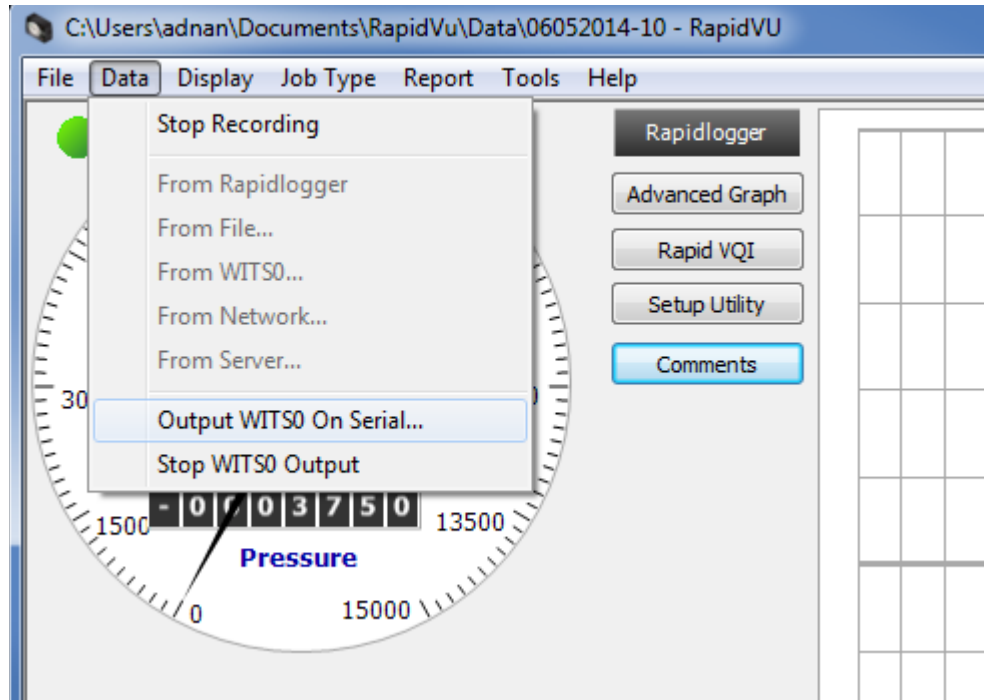 C:\Users\adnan\Documents\RapidVu\Data\06052014-10 - RapidVU
File Data Display Job Type Report Tools Help
Stop Recording
From Rapidlogger
From File...
From WITS0...
From Network...
From Server...
Output WITS0 On Serial...
Stop WITS0 Output
Rapidlogger
Advanced Graph
Rapid VQI
Setup Utility
Comments
30
1500
-0003750
13500
Pressure
0
15000